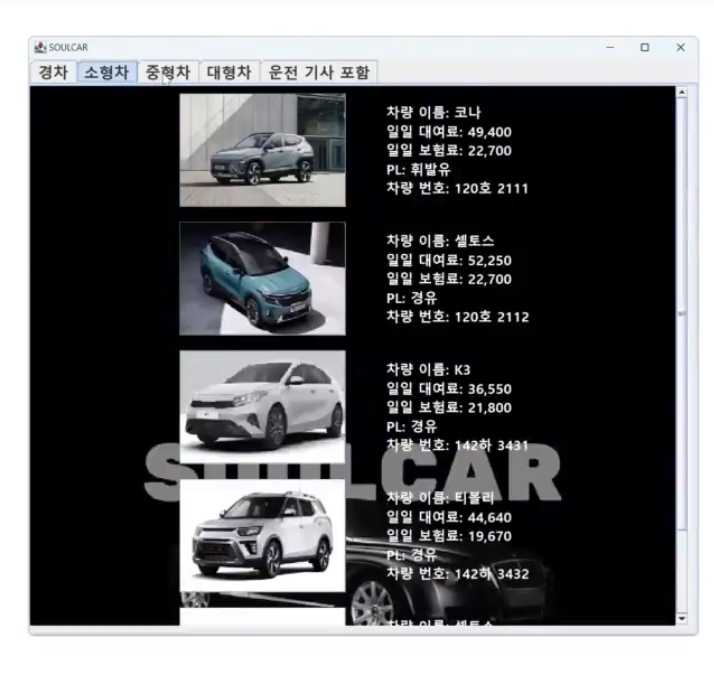 SOULCAR
경차 소형차 중형차 대형차 운전 기사 포함
차량 이름: 코나
일일 대여료: 49,400
일일 보험료: 22,700
PL: 휘발유
차량 번호: 120호 2111
차량 이름: 셀토스
일일 대여료: 52,250
일일 보험료: 22,700
PL: 경유
차량 번호: 120호 2112
차량 이름: K3
일일 대여료: 36,550
일일 보험료: 21,800
PL: 경유
차량 번호: 142하 3431
SOULCAR
차량 이름: 티볼리
일일 대여료: 44,640
일일 보험료: 19,670
PL: 경유
차량 번호: 142하 3432
차량 이름: 셀토스